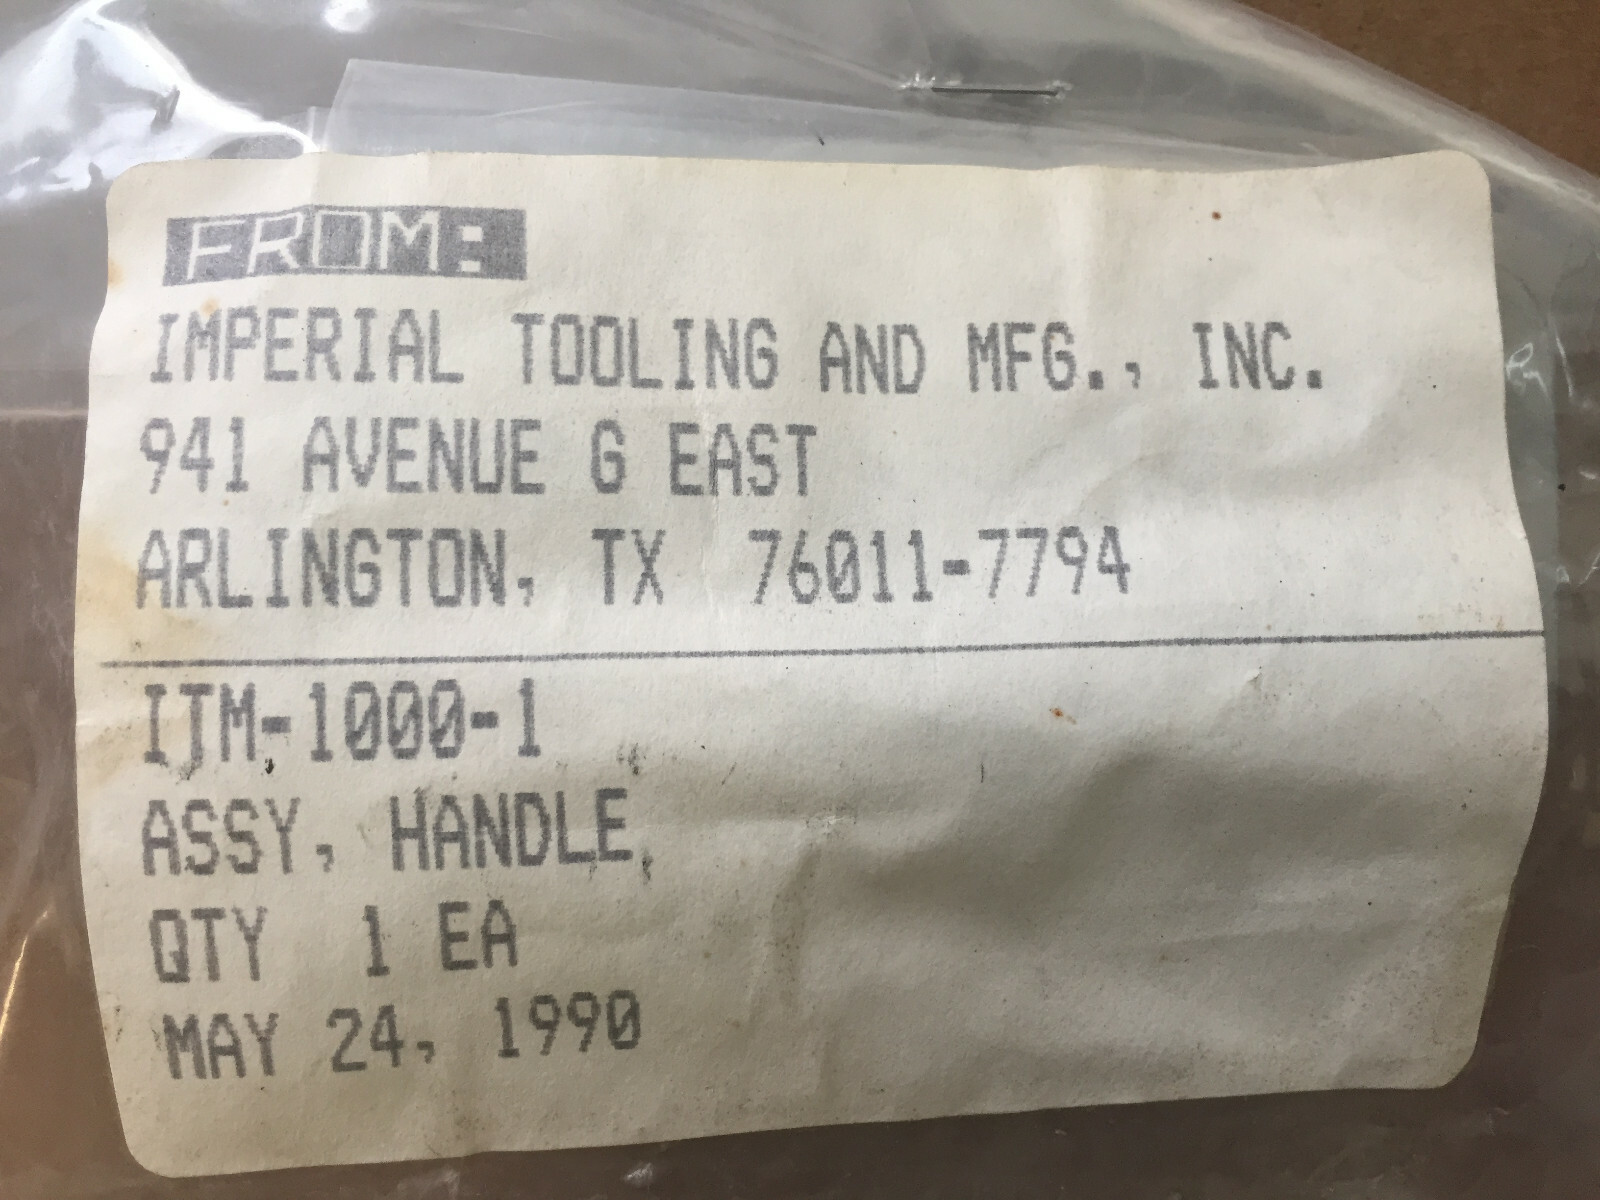 FROM:
IMPERIAL TOOLING AND MFG., INC.
941 AVENUE G EAST
ARLINGTON, TX 76011-7794
IJM-1000-1
ASSY, HANDLE,
QTY 1 EA
MAY 24, 1990